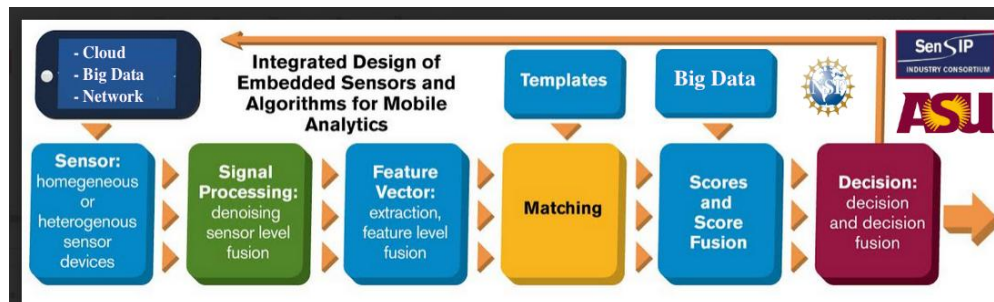 - Cloud
- Big Data
- Network
Integrated Design of
Embedded Sensors and
Algorithms for Mobile
Analytics
Templates
Big Data
NSF
SenSIP
INDUSTRY CONSORTIUM
ASU
Sensor:
homegeneous
or
heterogenous
sensor
devices
Signal
Processing:
denoising
sensor level
fusion
Feature
Vector:
extraction,
feature level
fusion
Matching
Scores
and
Score
Fusion
Decision:
decision
and decision
fusion